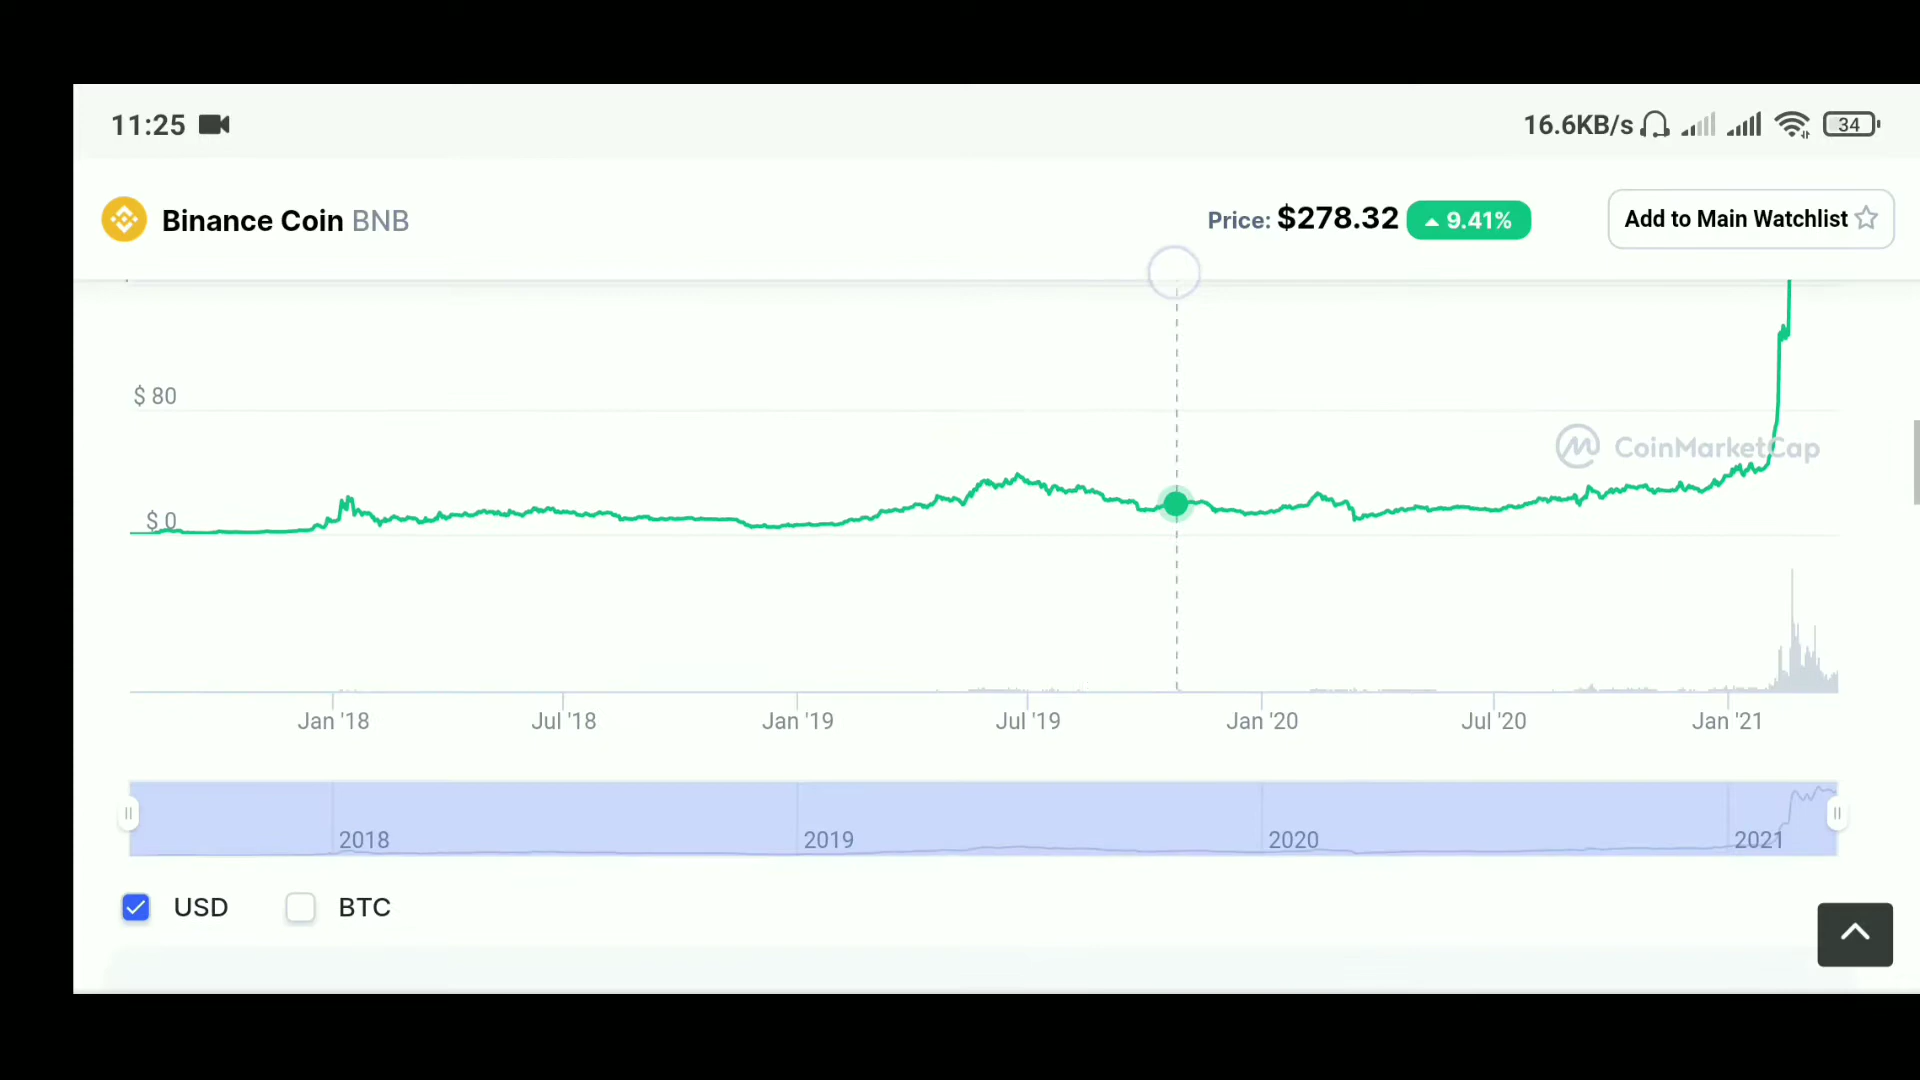 11:25
16.6KB/s
34
Binance Coin BNB
Price: $278.32 9.41%
Add to Main Watchlist
$ 80
CoinMarketCap
$ 0
Jan '18
Jul '18
Jan '19
Jul '19
Jan '20
Jul '20
Jan '21
2018
2019
2020
2021
USD
BTC